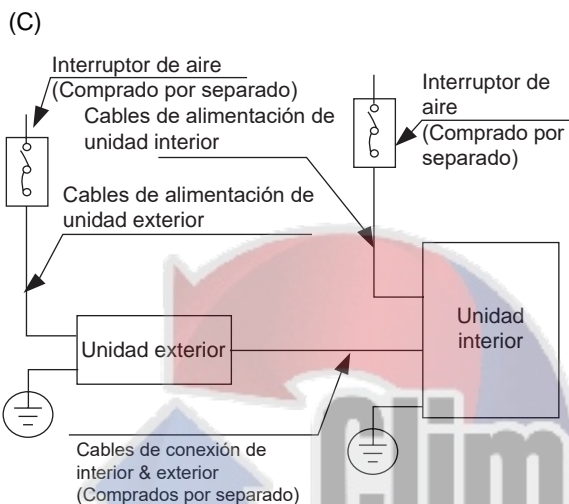 (C)
Interruptor de aire
(Comprado por separado)
Cables de alimentación de
unidad interior
Interruptor de
aire
(Comprado por
separado)
Cables de alimentación de
unidad exterior
Unidad exterior
Unidad
interior
Cables de conexión de
interior & exterior
(Comprados por separado)
Clim